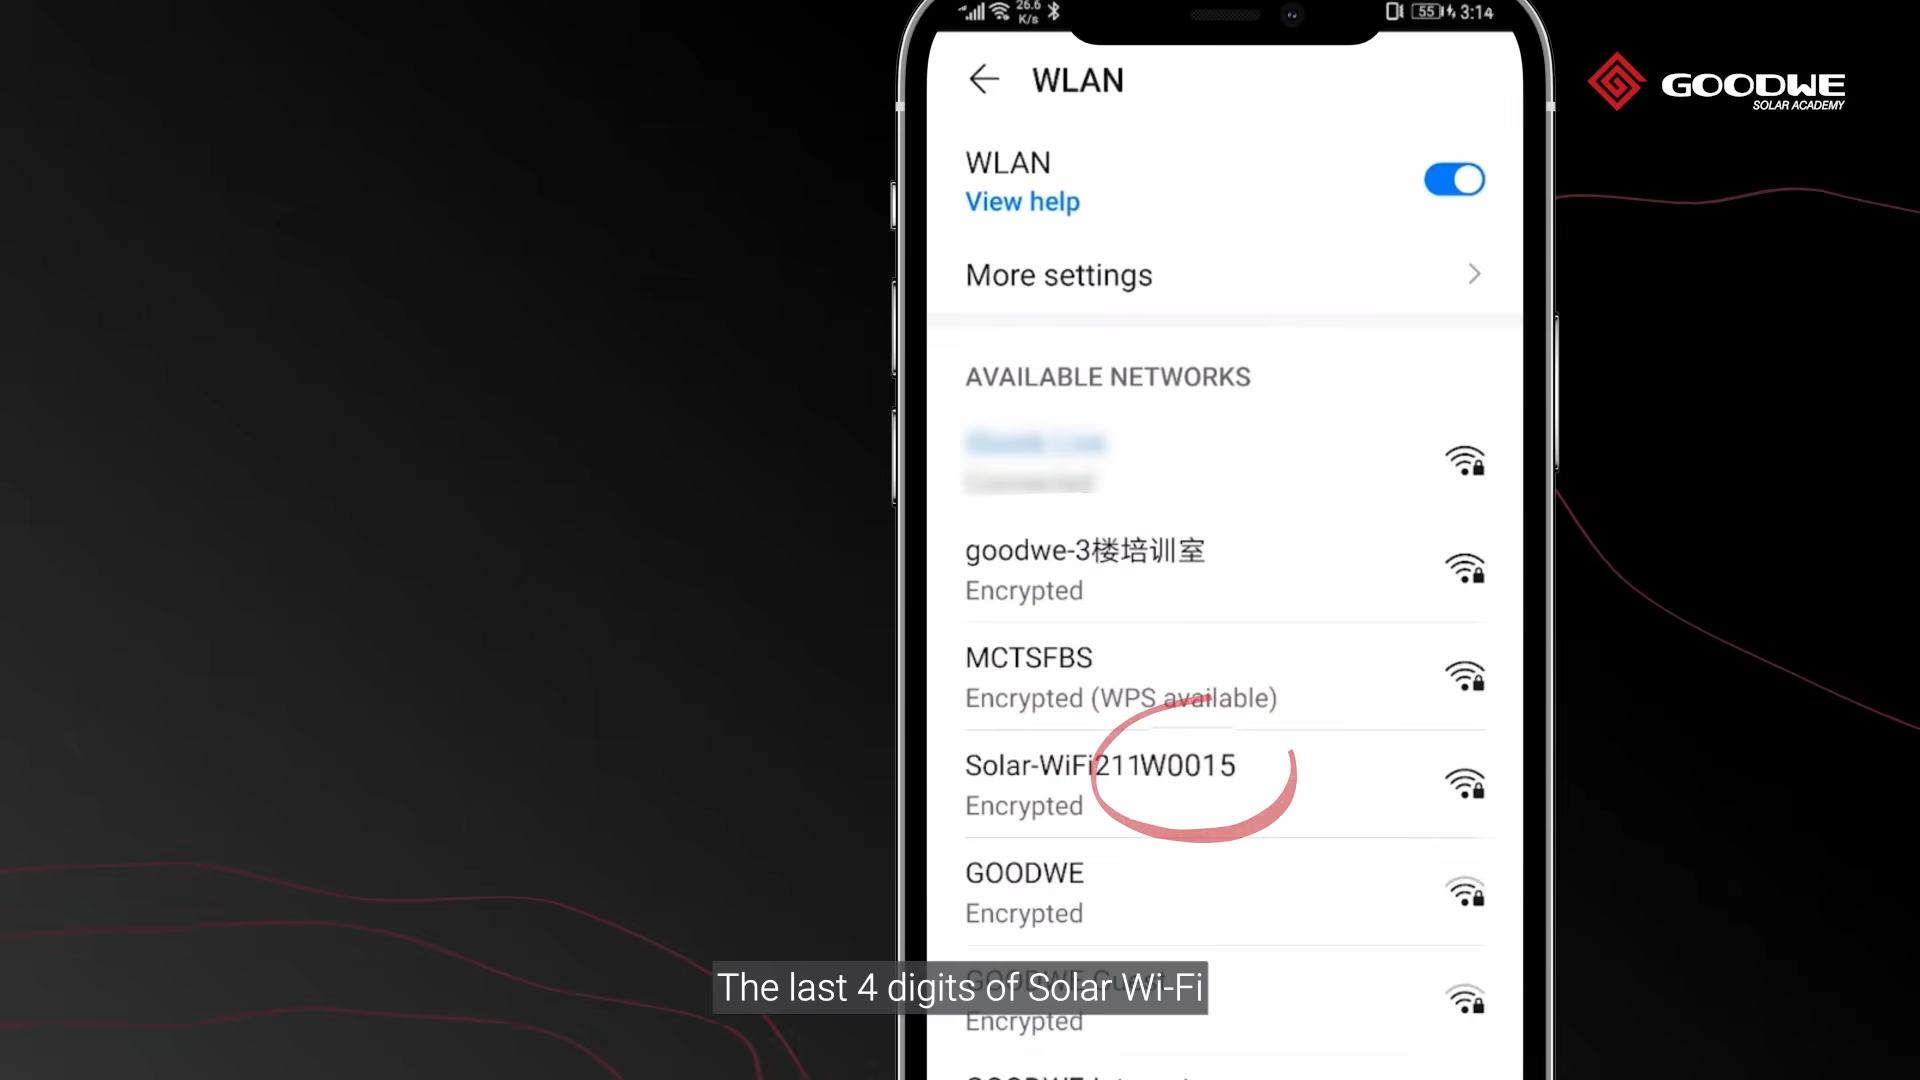 26.6
K/s
55
3:14
WLAN
GOODWE
SOLAR ACADEMY
WLAN
View help
More settings
AVAILABLE NETWORKS
goodwe-3楼培训室
Encrypted
MCTSFBS
Encrypted (WPS available)
Solar-WiFi211W0015
Encrypted
GOODWE
Encrypted
GOODWE Guest
The last 4 digits of Solar Wi-Fi
Encrypted